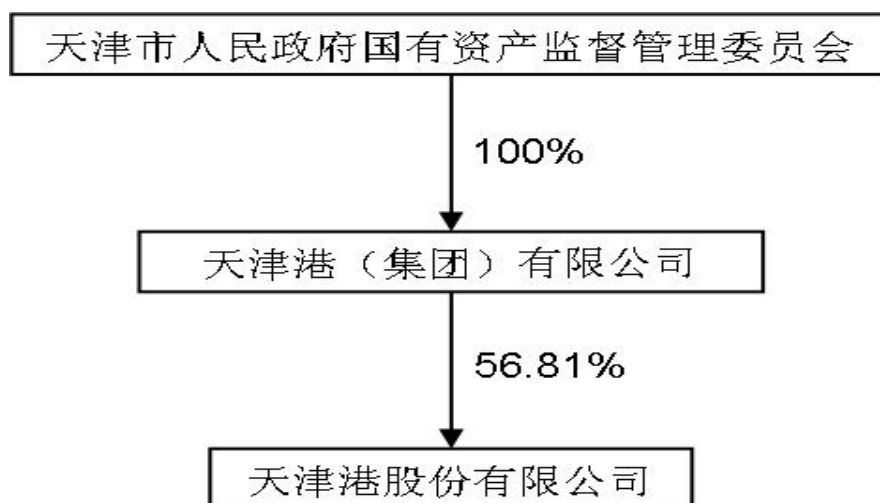 天津市人民政府国有资产监督管理委员会
100%
天津港（集团）有限公司
56.81%
天津港股份有限公司